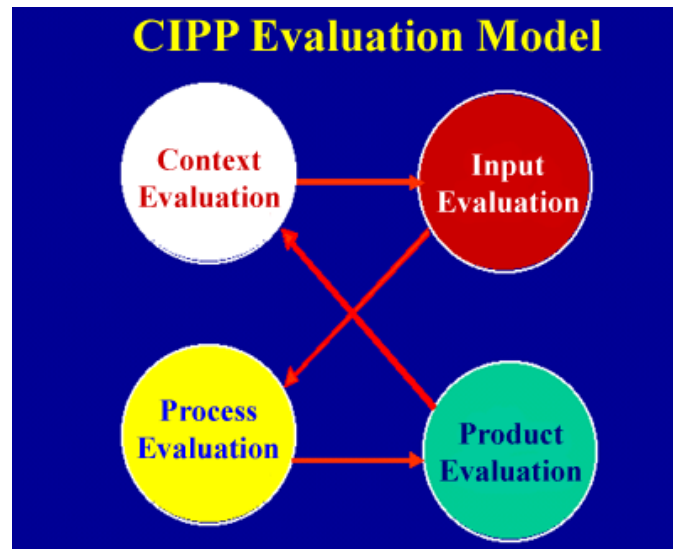 CIPP Evaluation Model
Context
Evaluation
Input
Evaluation
Process
Evaluation
Product
Evaluation